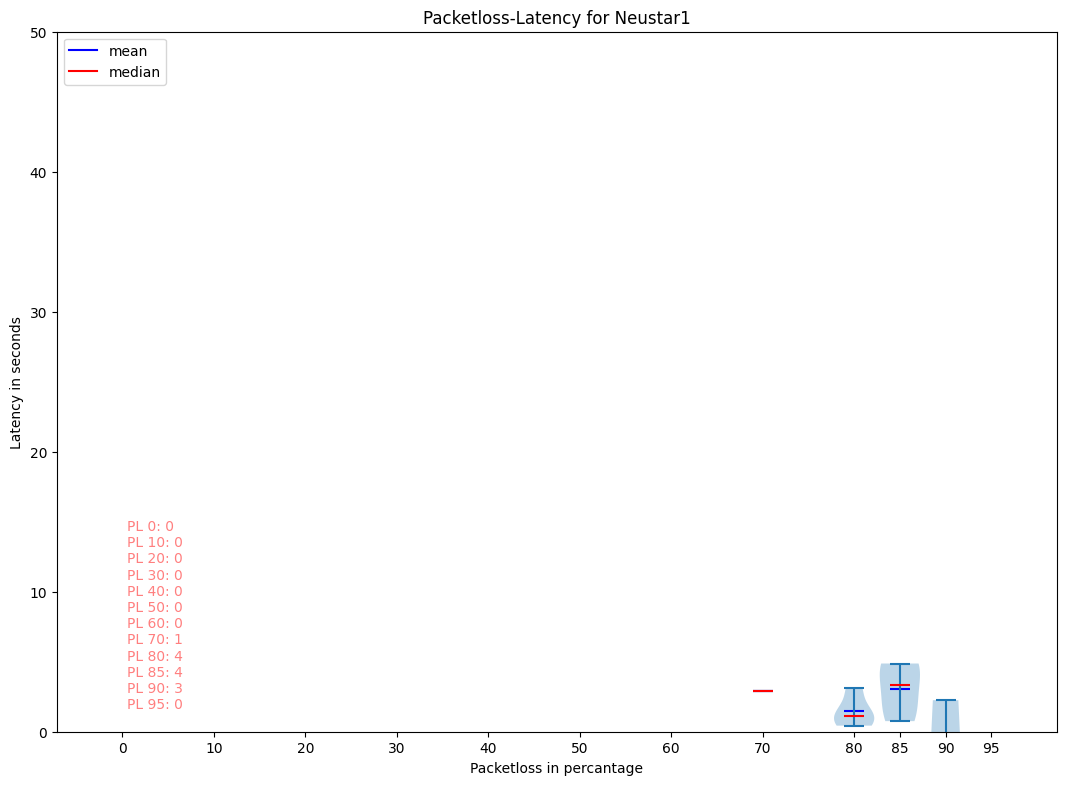 Packetloss-Latency for Neustar1
mean
median
50
40
30
20
10
0
Latency in seconds
PL 0: 0
PL 10: 0
PL 20: 0
PL 30: 0
PL 40: 0
PL 50: 0
PL 60: 0
PL 70: 1
PL 80: 4
PL 85: 4
PL 90: 3
PL 95: 0
0 10 20 30 40 50 60 70 80 85 90 95
Packetloss in percantage